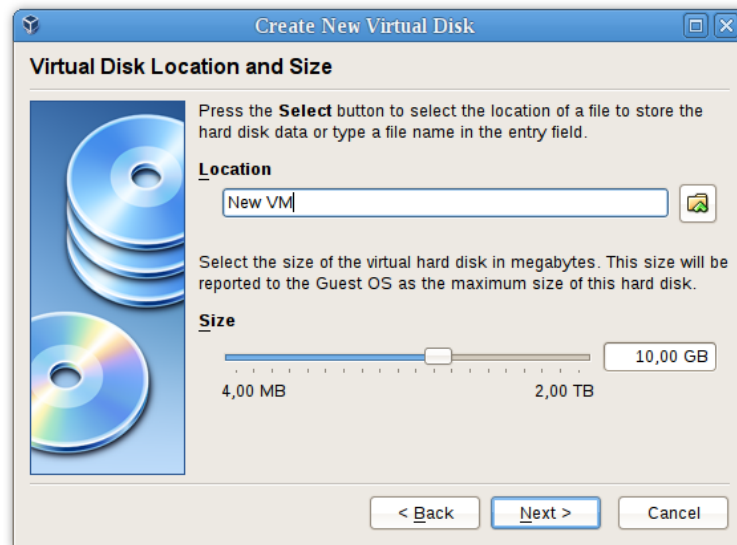 Create New Virtual Disk
Virtual Disk Location and Size
Press the Select button to select the location of a file to store the
hard disk data or type a file name in the entry field.
Location
New VM
Select the size of the virtual hard disk in megabytes. This size will be
reported to the Guest OS as the maximum size of this hard disk.
Size
10,00 GB
4,00 MB 2,00 TB
< Back Next > Cancel